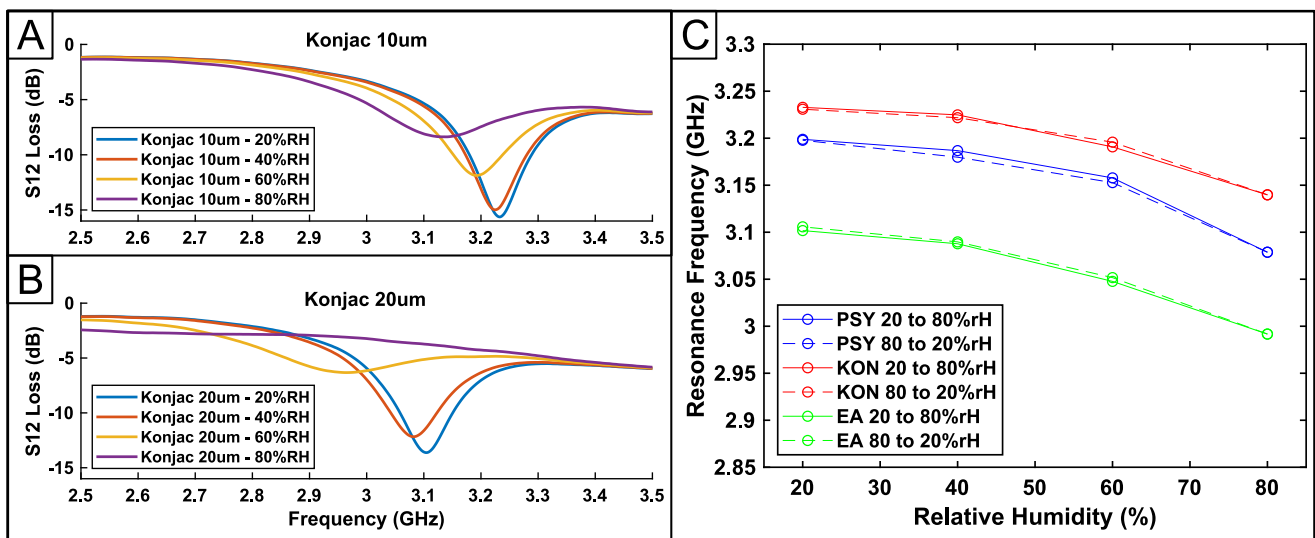 A
Konjac 10um
S12 Loss (dB)
0
-5
-10
-15
Konjac 10um - 20%RH
Konjac 10um - 40%RH
Konjac 10um - 60%RH
Konjac 10um - 80%RH
2.5 2.6 2.7 2.8 2.9 3 3.1 3.2 3.3 3.4 3.5
B
Konjac 20um
S12 Loss (dB)
0
-5
-10
-15
Konjac 20um - 20%RH
Konjac 20um - 40%RH
Konjac 20um - 60%RH
Konjac 20um - 80%RH
2.5 2.6 2.7 2.8 2.9 3 3.1 3.2 3.3 3.4 3.5
Frequency (GHz)
C
Resonance Frequency (GHz)
3.3
3.25
3.2
3.15
3.1
3.05
3
2.95
2.9
2.85
PSY 20 to 80%rH
PSY 80 to 20%rH
KON 20 to 80%rH
KON 80 to 20%rH
EA 20 to 80%rH
EA 80 to 20%rH
20 30 40 50 60 70 80
Relative Humidity (%)